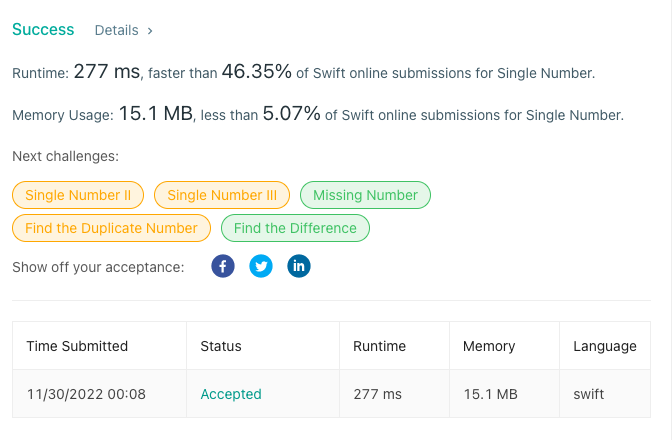 Success Details >
Runtime: 277 ms, faster than 46.35% of Swift online submissions for Single Number.
Memory Usage: 15.1 MB, less than 5.07% of Swift online submissions for Single Number.
Next challenges:
Single Number II Single Number III Missing Number
Find the Duplicate Number Find the Difference
Show off your acceptance: f in
Time Submitted Status Runtime Memory Language
11/30/2022 00:08 Accepted 277 ms 15.1 MB swift